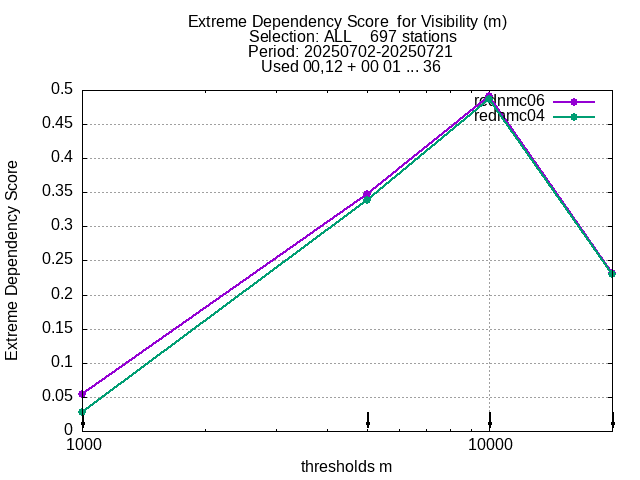 Extreme Dependency Score  for Visibility (m)
Selection: ALL    697 stations
Period: 20250702-20250721
Used 00,12 + 00 01 ... 36
rednmc06
rednmc04
0.5
0.45
0.4
0.35
0.3
0.25
0.2
0.15
0.1
0.05
0
Extreme Dependency Score
1000
10000
thresholds m